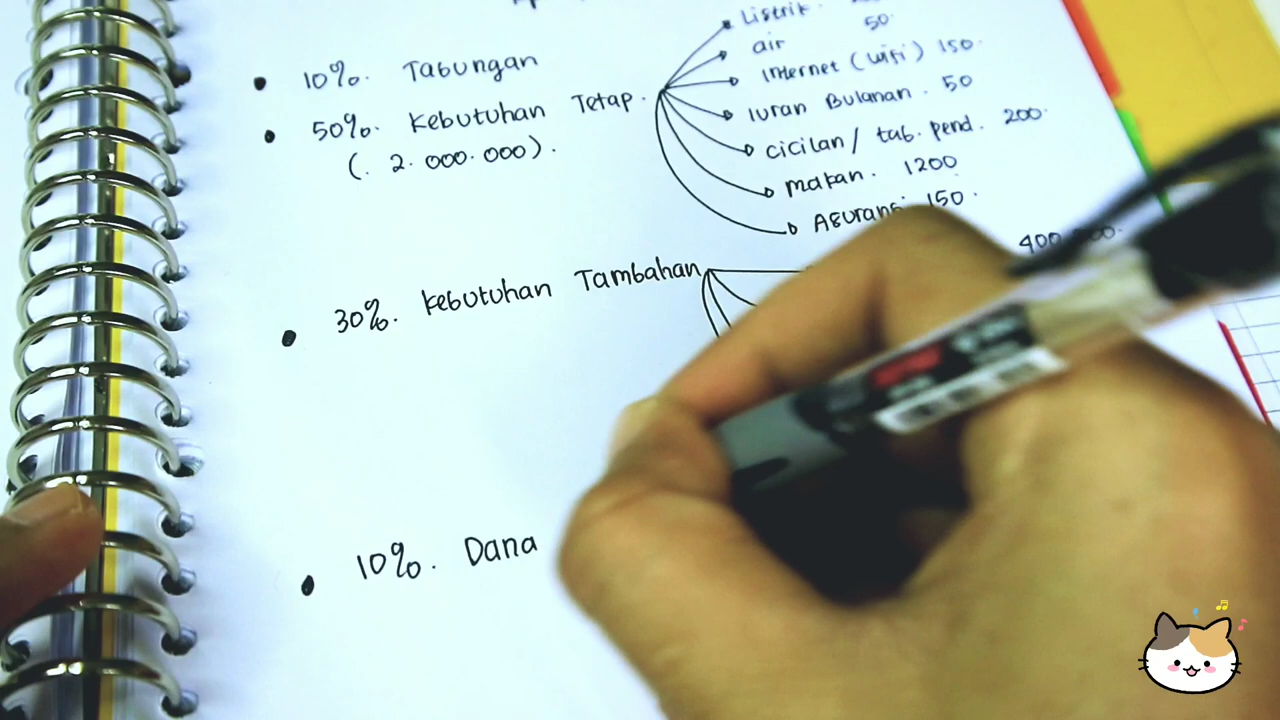 Listrik.
50.
air
10%. Tabungan
Internet (wifi) 150.
50%. Kebutuhan Tetap.
Iuran Bulanan. 50
(. 2.000.000).
cicilan / tab. pend. 200.
makan. 1200
Asuransi 150.
400
30%. Kebutuhan Tambahan
10%. Dana